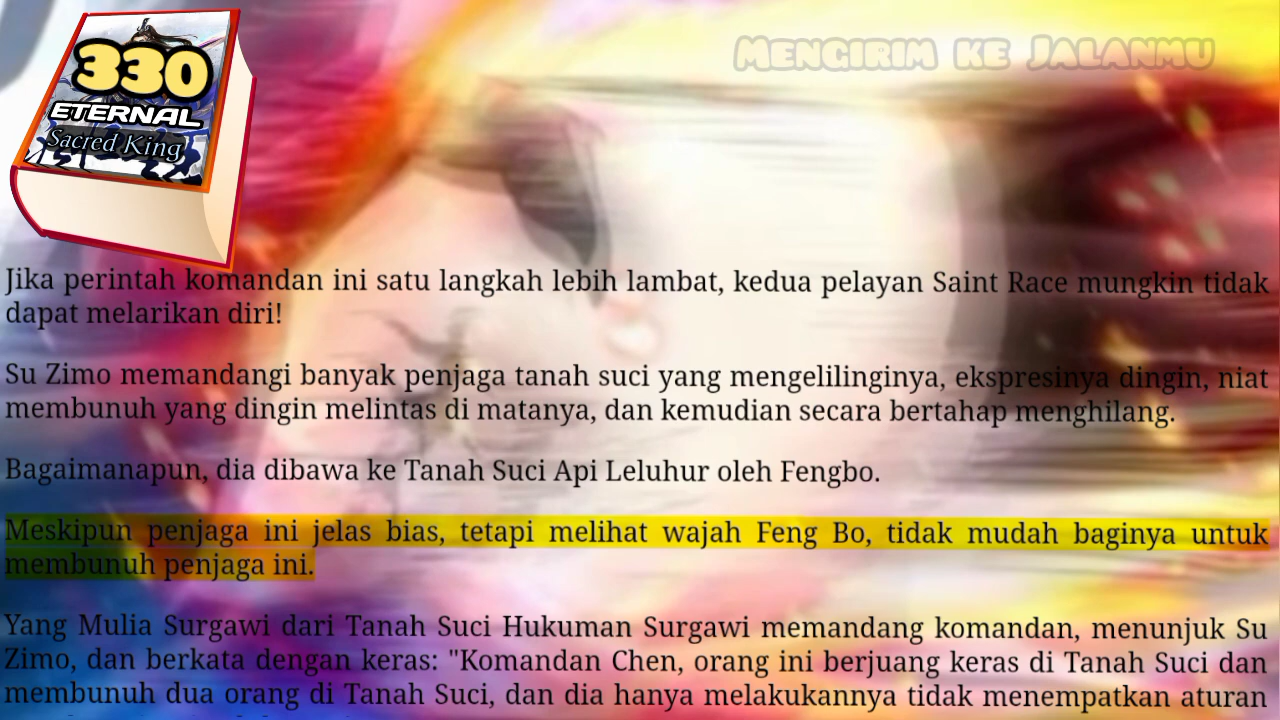 330
ETERNAL
Sacred King
Mengirim ke Jalanmu
Jika perintah komandan ini satu langkah lebih lambat, kedua pelayan Saint Race mungkin tidak
dapat melarikan diri!
Su Zimo memandangi banyak penjaga tanah suci yang mengelilinginya, ekspresinya dingin, niat
membunuh yang dingin melintas di matanya, dan kemudian secara bertahap menghilang.
Bagaimanapun, dia dibawa ke Tanah Suci Api Leluhur oleh Fengbo.
Meskipun penjaga ini jelas bias, tetapi melihat wajah Feng Bo, tidak mudah baginya untuk
membunuh penjaga ini.
Yang Mulia Surgawi dari Tanah Suci Hukuman Surgawi memandang komandan, menunjuk Su
Zimo, dan berkata dengan keras: "Komandan Chen, orang ini berjuang keras di Tanah Suci dan
membunuh dua orang di Tanah Suci, dan dia hanya melakukannya tidak menempatkan aturan